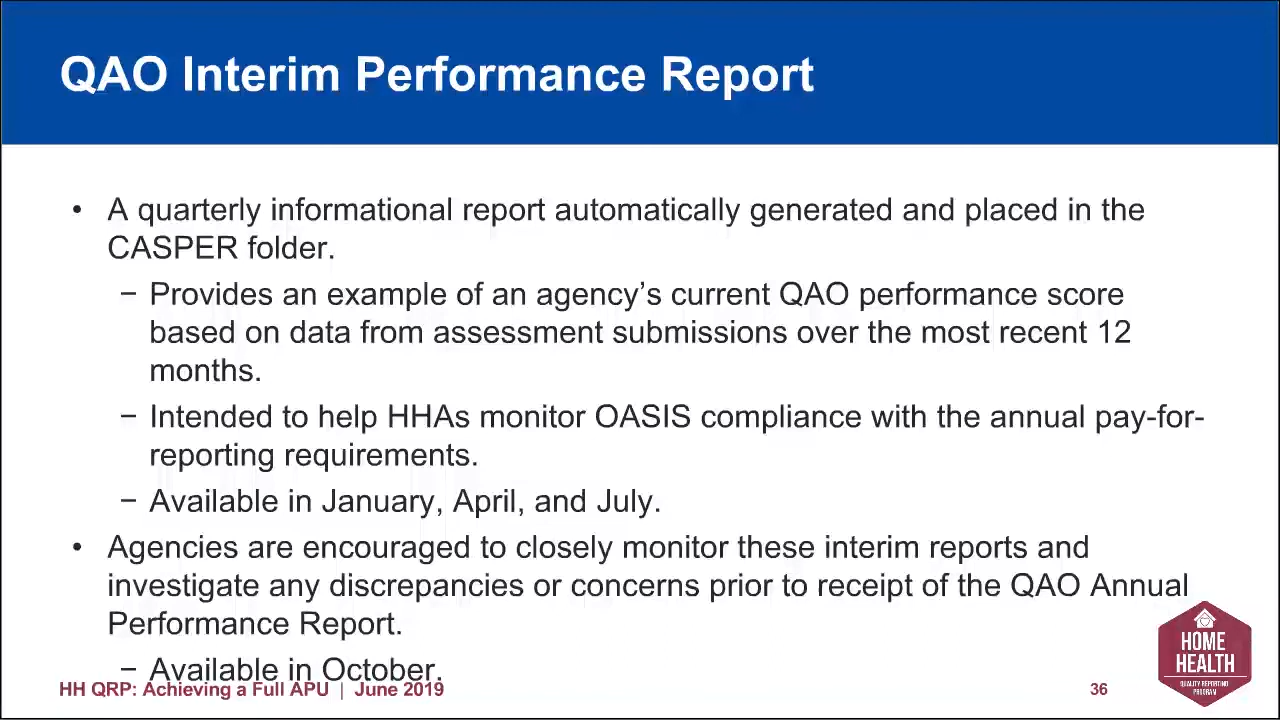 QAO Interim Performance Report
• A quarterly informational report automatically generated and placed in the
CASPER folder.
− Provides an example of an agency’s current QAO performance score
based on data from assessment submissions over the most recent 12
months.
− Intended to help HHAs monitor OASIS compliance with the annual pay-for-
reporting requirements.
− Available in January, April, and July.
• Agencies are encouraged to closely monitor these interim reports and
investigate any discrepancies or concerns prior to receipt of the QAO Annual
Performance Report.
− Available in October.
HH QRP: Achieving a Full APU | June 2019
36
HOME
HEALTH
QUALITY REPORTING
PROGRAM